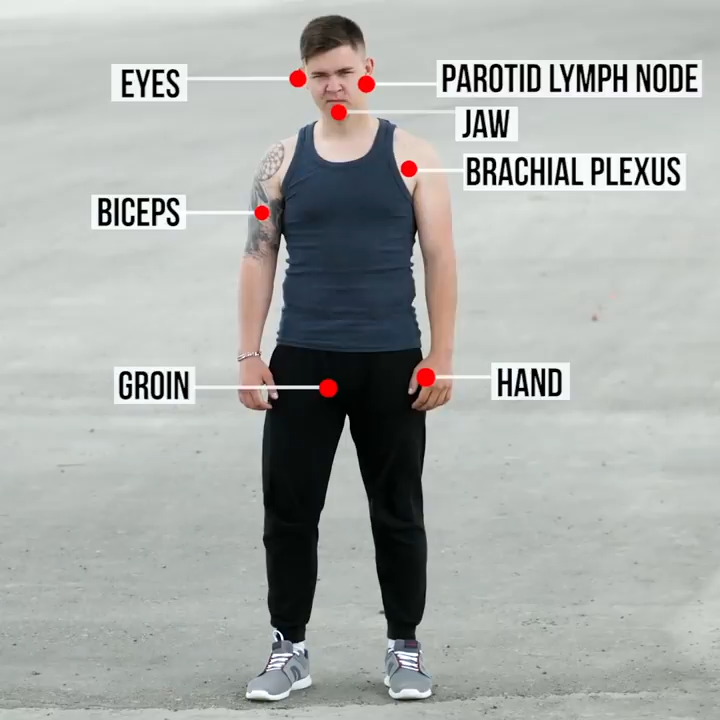 EYES
PAROTID LYMPH NODE
JAW
BRACHIAL PLEXUS
BICEPS
GROIN
HAND